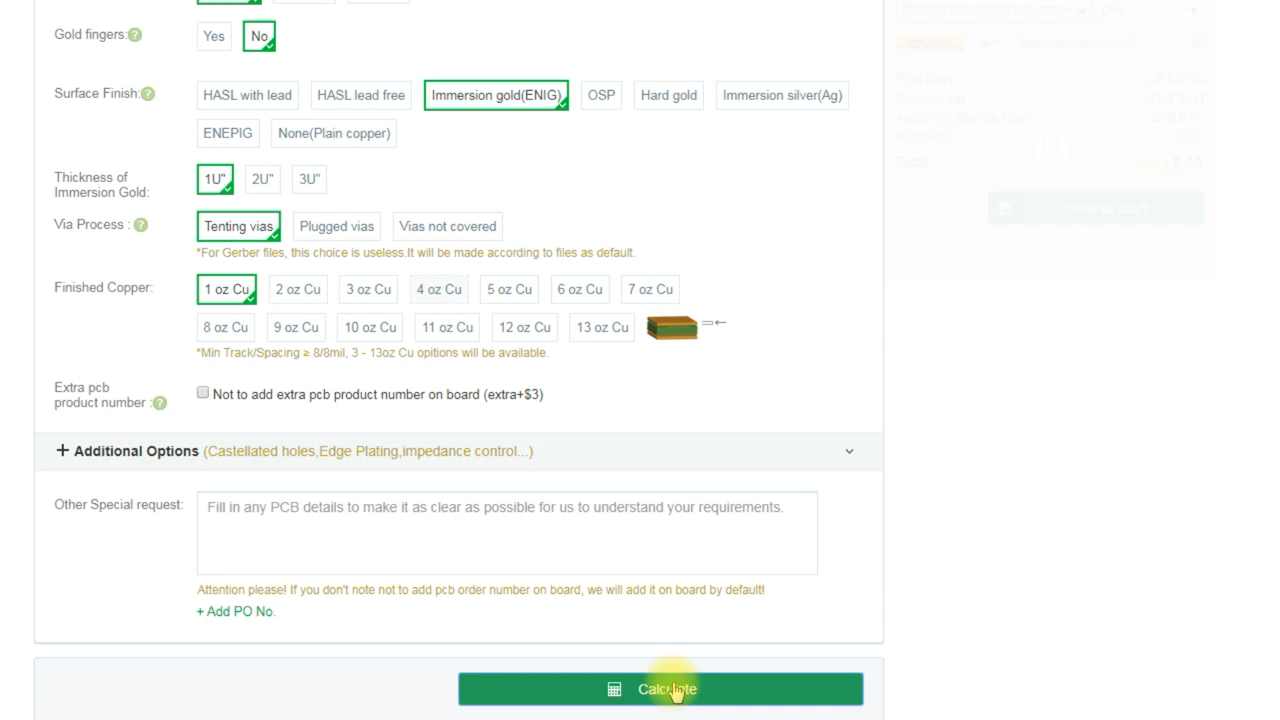 Gold fingers: Yes No
Surface Finish: HASL with lead HASL lead free Immersion gold(ENIG) OSP Hard gold Immersion silver(Ag)
ENEPIG None(Plain copper)
Thickness of
Immersion Gold: 1U" 2U" 3U"
Via Process : Tenting vias Plugged vias Vias not covered
*For Gerber files, this choice is useless.It will be made according to files as default.
Finished Copper: 1 oz Cu 2 oz Cu 3 oz Cu 4 oz Cu 5 oz Cu 6 oz Cu 7 oz Cu
8 oz Cu 9 oz Cu 10 oz Cu 11 oz Cu 12 oz Cu 13 oz Cu
*Min Track/Spacing ≥ 8/8mil, 3 - 13oz Cu opitions will be available.
Extra pcb
product number : Not to add extra pcb product number on board (extra+$3)
+ Additional Options (Castellated holes,Edge Plating,impedance control...)
Other Special request: Fill in any PCB details to make it as clear as possible for us to understand your requirements.
Attention please! If you don't note not to add pcb order number on board, we will add it on board by default!
+ Add PO No.
Calculate
PCB Cost
Shipping
Total: